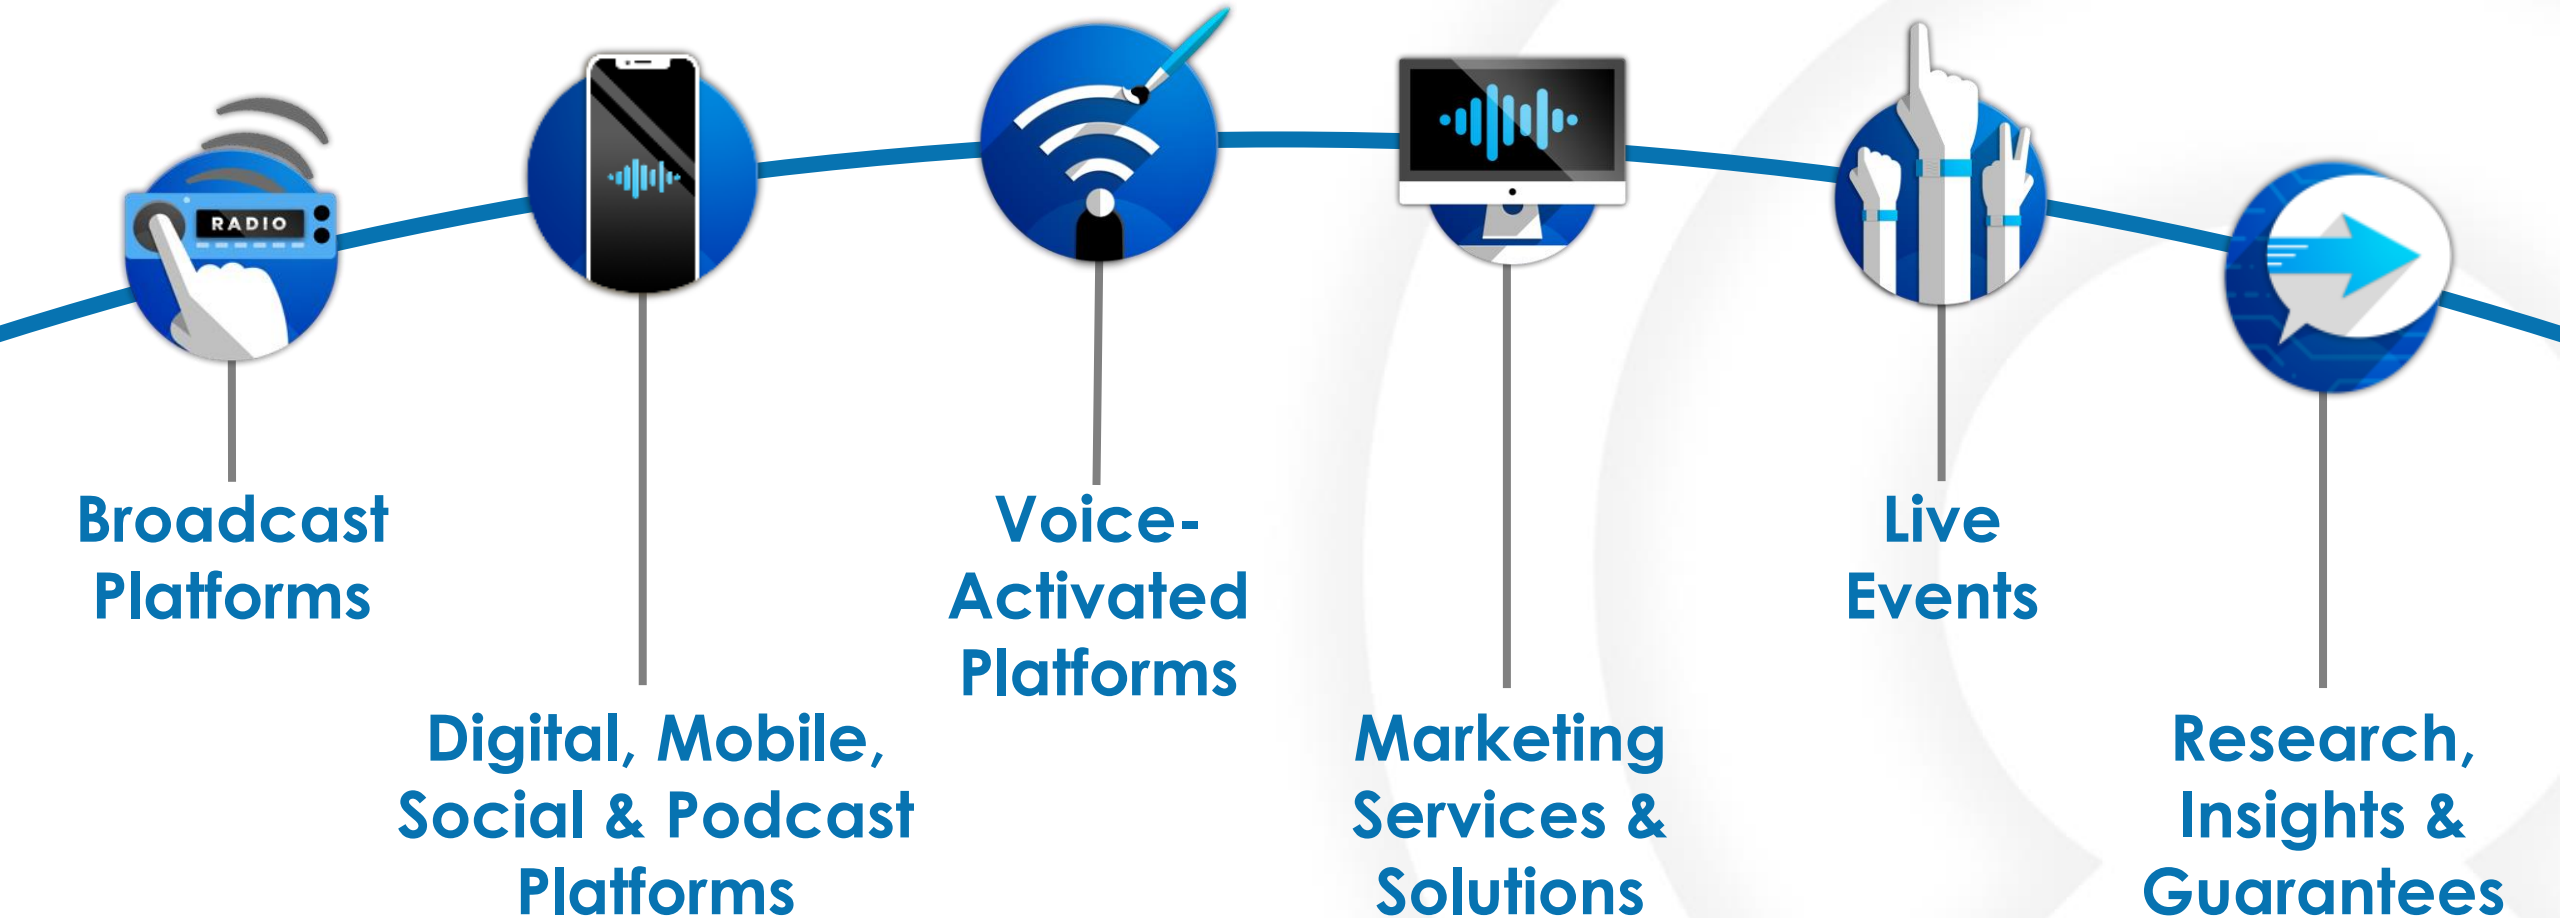 RADIO
Broadcast
Platforms
Digital, Mobile,
Social & Podcast
Platforms
Voice-
Activated
Platforms
Marketing
Services &
Solutions
Live
Events
Research,
Insights &
Guarantees